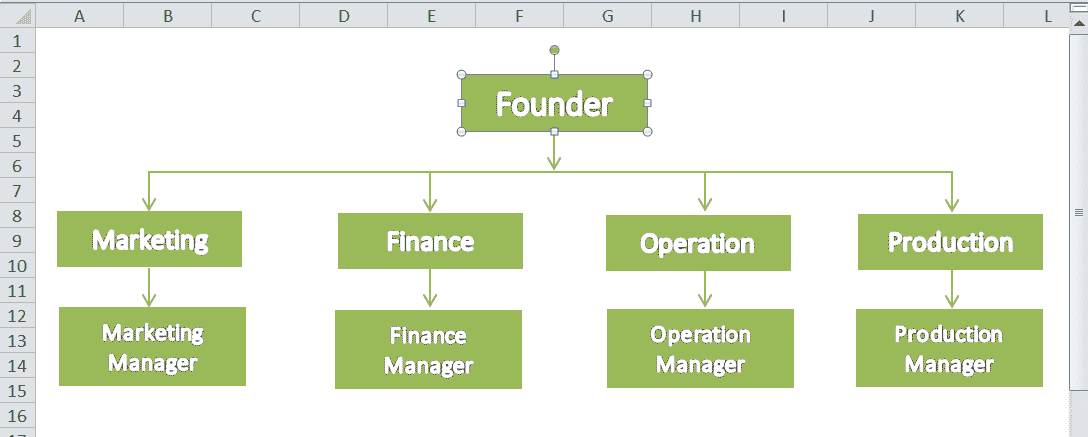 A B C D E F G H I J K L
1
2
3
Founder
4
5
6
7
8
Marketing Finance Operation Production
9
10
11
12
Marketing Manager
Finance Manager
Operation Manager
Production Manager
13
14
15
16